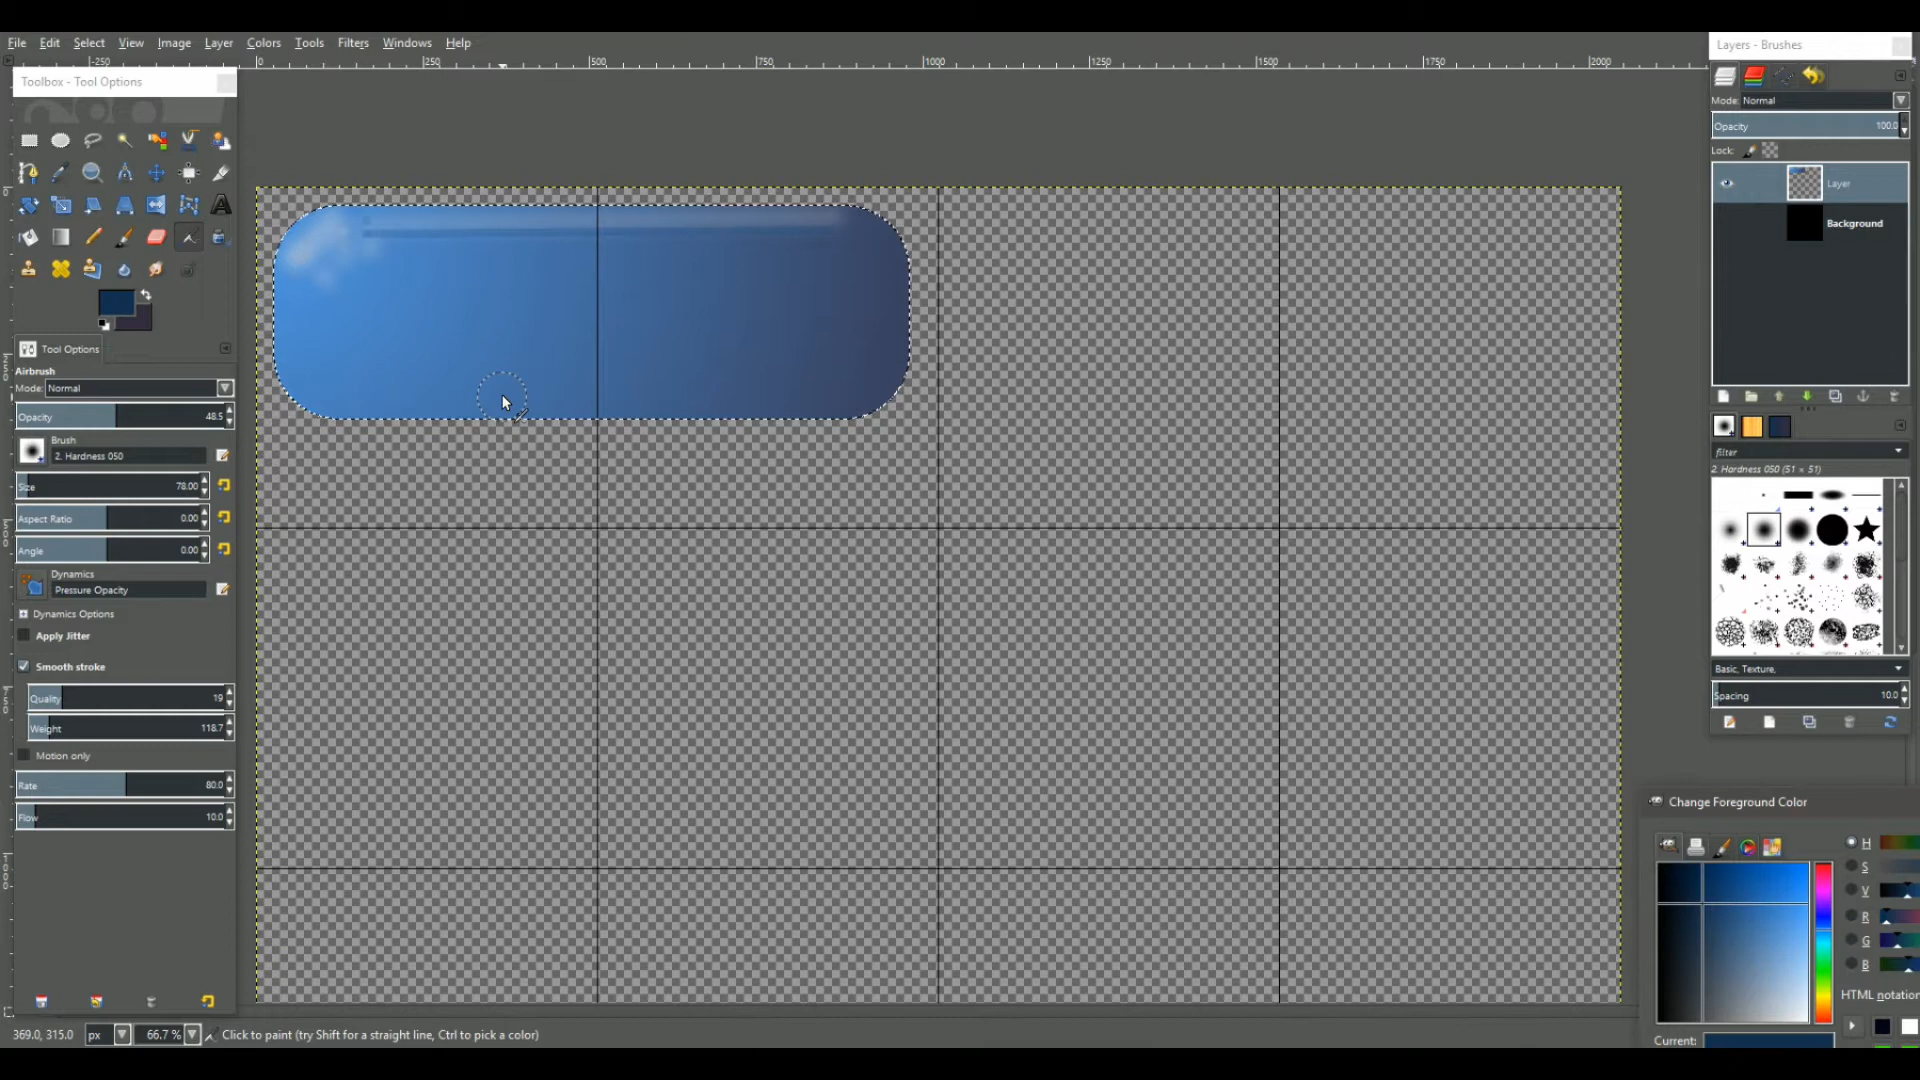 File Edit Select View Image Layer Colors Tools Filters Windows Help
Layers - Brushes
-250 0 250 500 750 1000 1250 1500 1750 2000
Toolbox - Tool Options
Mode: Normal
Opacity 100.0
Lock:
Layer
Background
Tool Options
Airbrush
Mode: Normal
Opacity 48.5
Brush
2. Hardness 050
Size 78.00
Aspect Ratio 0.00
Angle 0.00
Dynamics
Pressure Opacity
Dynamics Options
Apply Jitter
Smooth stroke
Quality 19
Weight 118.7
Motion only
Rate 80.0
Flow 10.0
filter
2. Hardness 050 (51 × 51)
Basic, Texture,
Spacing 10.0
Change Foreground Color
H
S
V
R
G
B
HTML notation
Current:
369.0, 315.0 px 66.7 % Click to paint (try Shift for a straight line, Ctrl to pick a color)